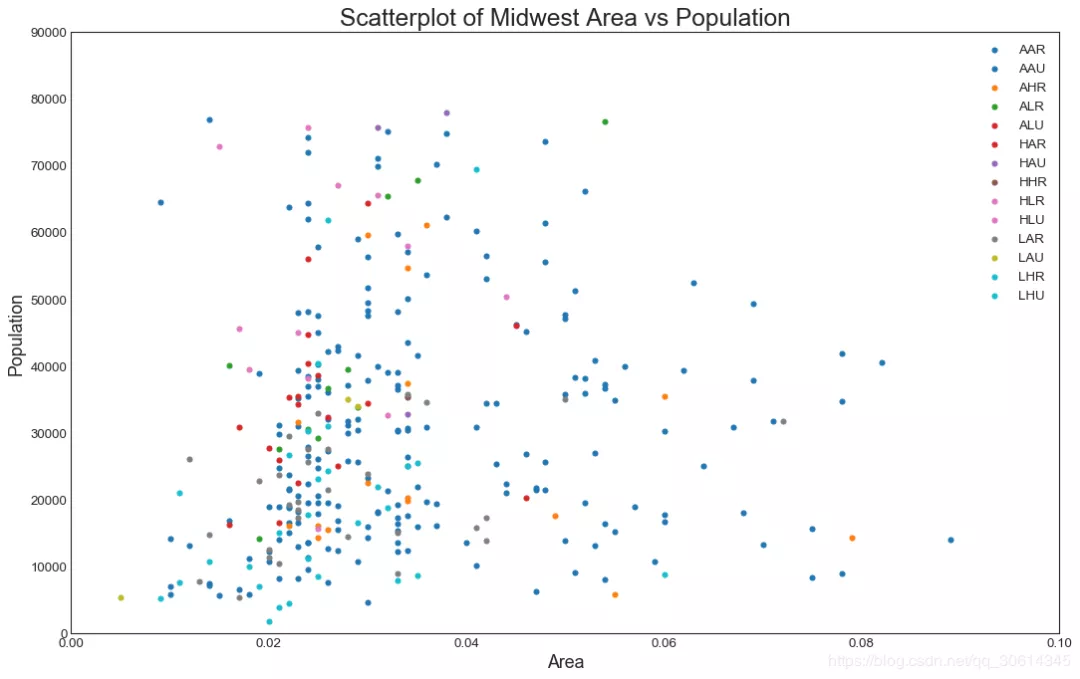 Scatterplot of Midwest Area vs Population
90000
80000
70000
60000
50000
40000
30000
20000
10000
0
Population
AAR
AAU
AHR
ALR
ALU
HAR
HAU
HHR
HLR
HLU
LAR
LAU
LHR
LHU
0.00 0.02 0.04 0.06 0.08 0.10
Area
https://blog.csdn.net/qq_30614345